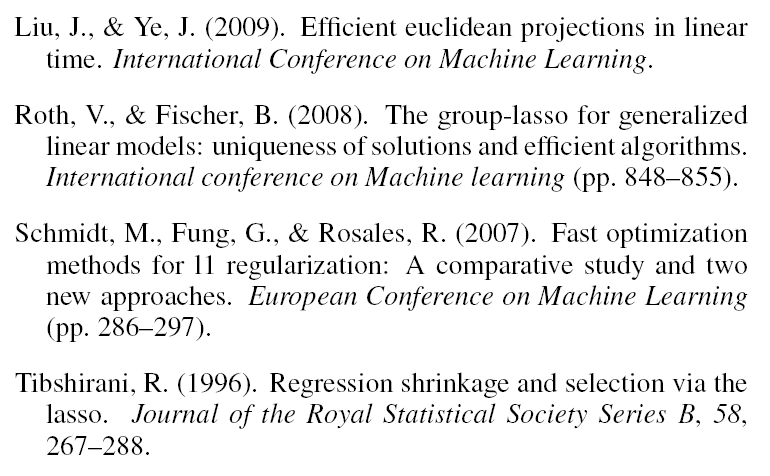 Liu, J., & Ye, J. (2009). Efficient euclidean projections in linear
time. International Conference on Machine Learning.
Roth, V., & Fischer, B. (2008). The group-lasso for generalized
linear models: uniqueness of solutions and efficient algorithms.
International conference on Machine learning (pp. 848–855).
Schmidt, M., Fung, G., & Rosales, R. (2007). Fast optimization
methods for l1 regularization: A comparative study and two
new approaches. European Conference on Machine Learning
(pp. 286–297).
Tibshirani, R. (1996). Regression shrinkage and selection via the
lasso. Journal of the Royal Statistical Society Series B, 58,
267–288.